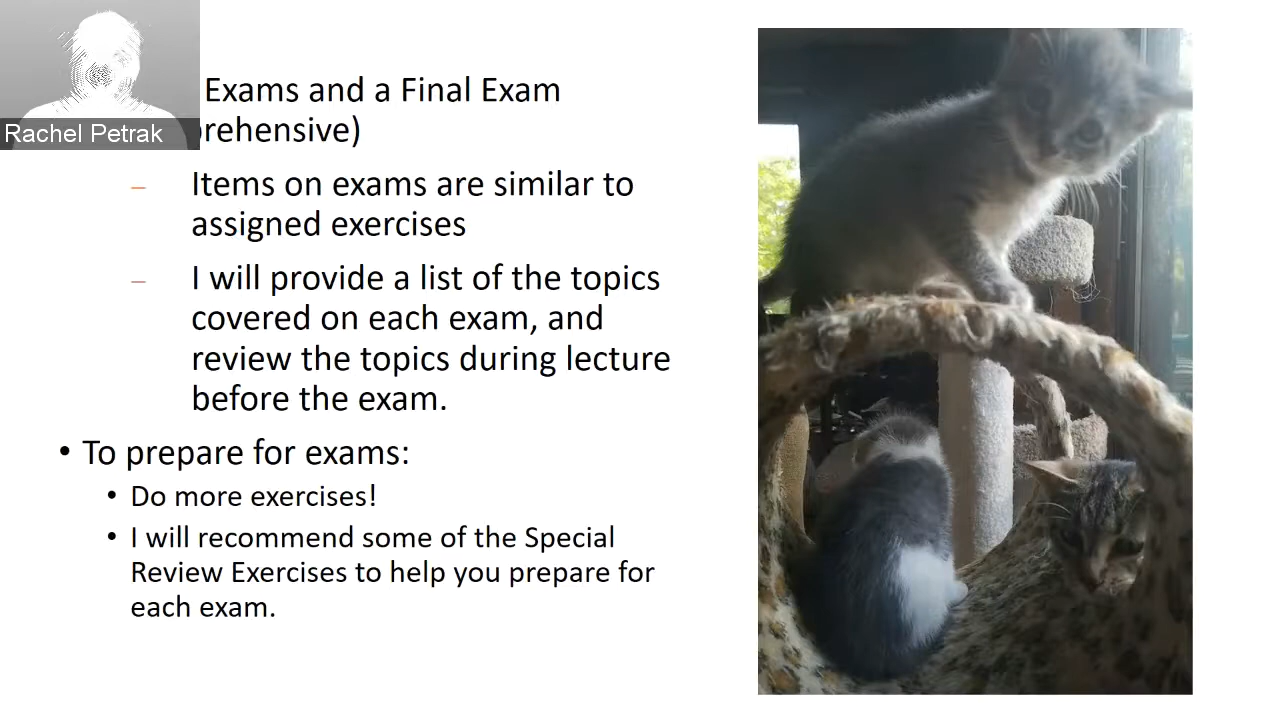 Exams and a Final Exam
Rachel Petrak
prehensive)
– Items on exams are similar to
assigned exercises
– I will provide a list of the topics
covered on each exam, and
review the topics during lecture
before the exam.
• To prepare for exams:
• Do more exercises!
• I will recommend some of the Special
Review Exercises to help you prepare for
each exam.